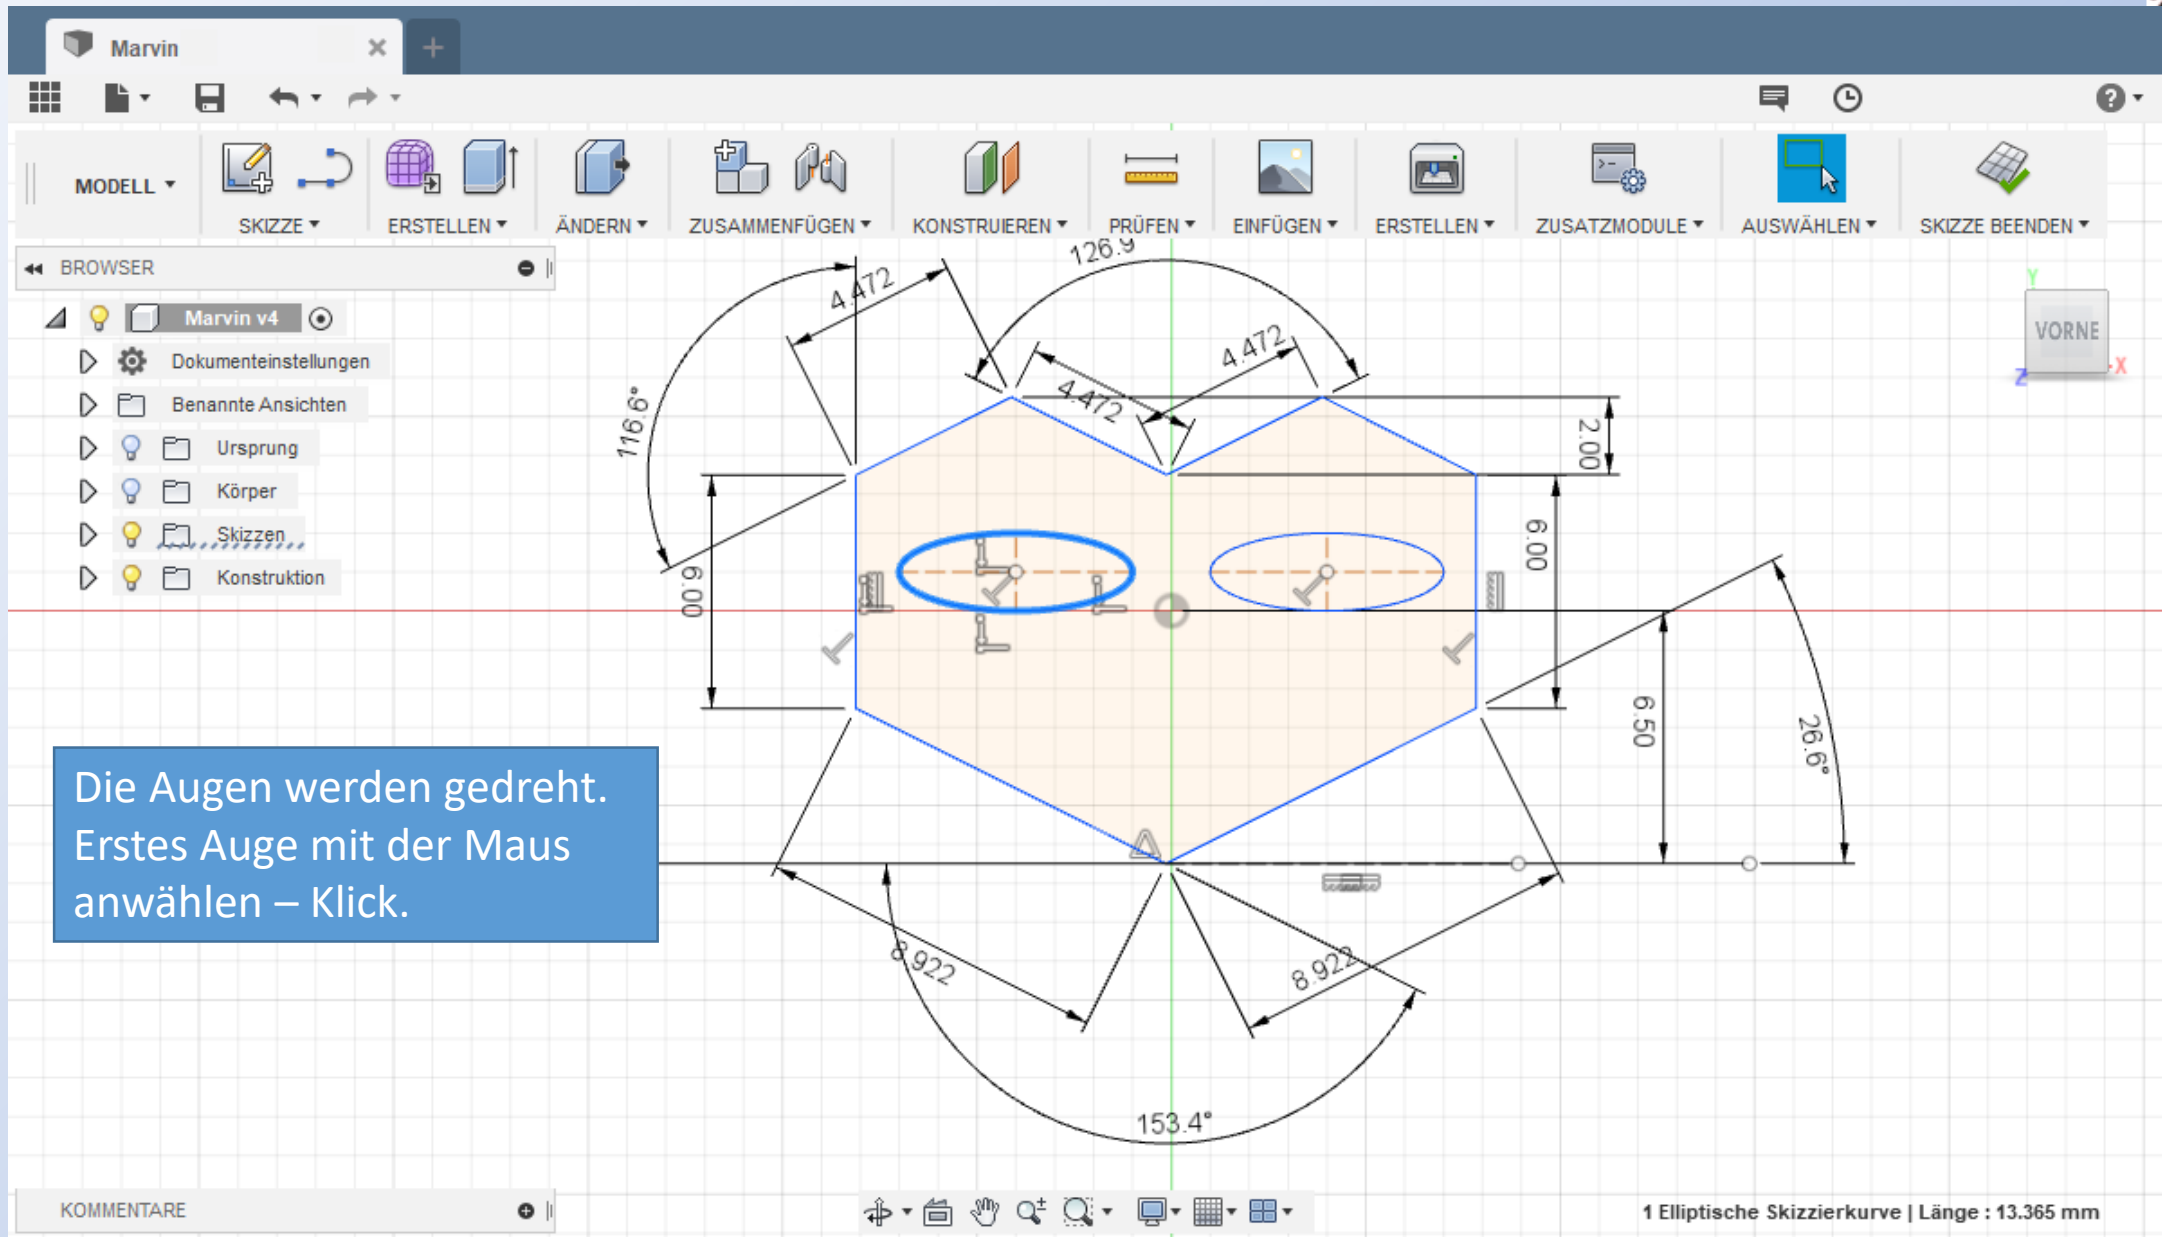 Marvin
MODELL
SKIZZE
ERSTELLEN
ÄNDERN
ZUSAMMENFÜGEN
KONSTRUIEREN
PRÜFEN
EINFÜGEN
ERSTELLEN
ZUSATZMODULE
AUSWÄHLEN
SKIZZE BEENDEN
BROWSER
Marvin v4
Dokumenteinstellungen
Benannte Ansichten
Ursprung
Körper
Skizzen
Konstruktion
126.9
4.472
4.472
4.472
116.6°
2.00
6.00
6.00
6.50
26.6°
8.922
8.922
153.4°
Y
VORNE
X
Z
Die Augen werden gedreht.
Erstes Auge mit der Maus
anwählen – Klick.
KOMMENTARE
1 Elliptische Skizzierkurve | Länge : 13.365 mm